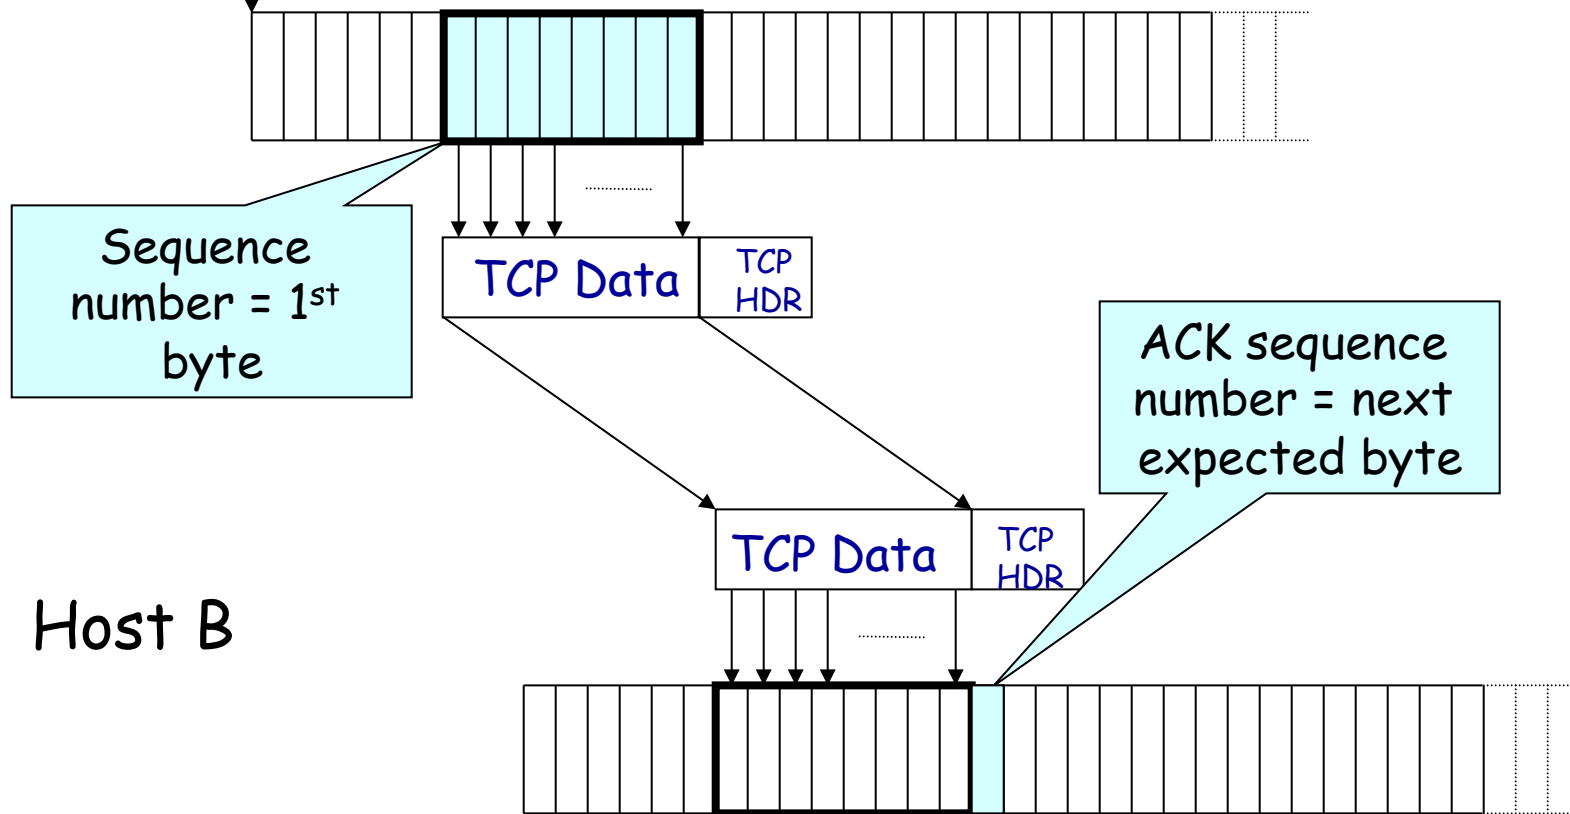 Sequence
number = 1st
byte
TCP Data
TCP
HDR
ACK sequence
number = next
expected byte
TCP Data
TCP
HDR
Host B